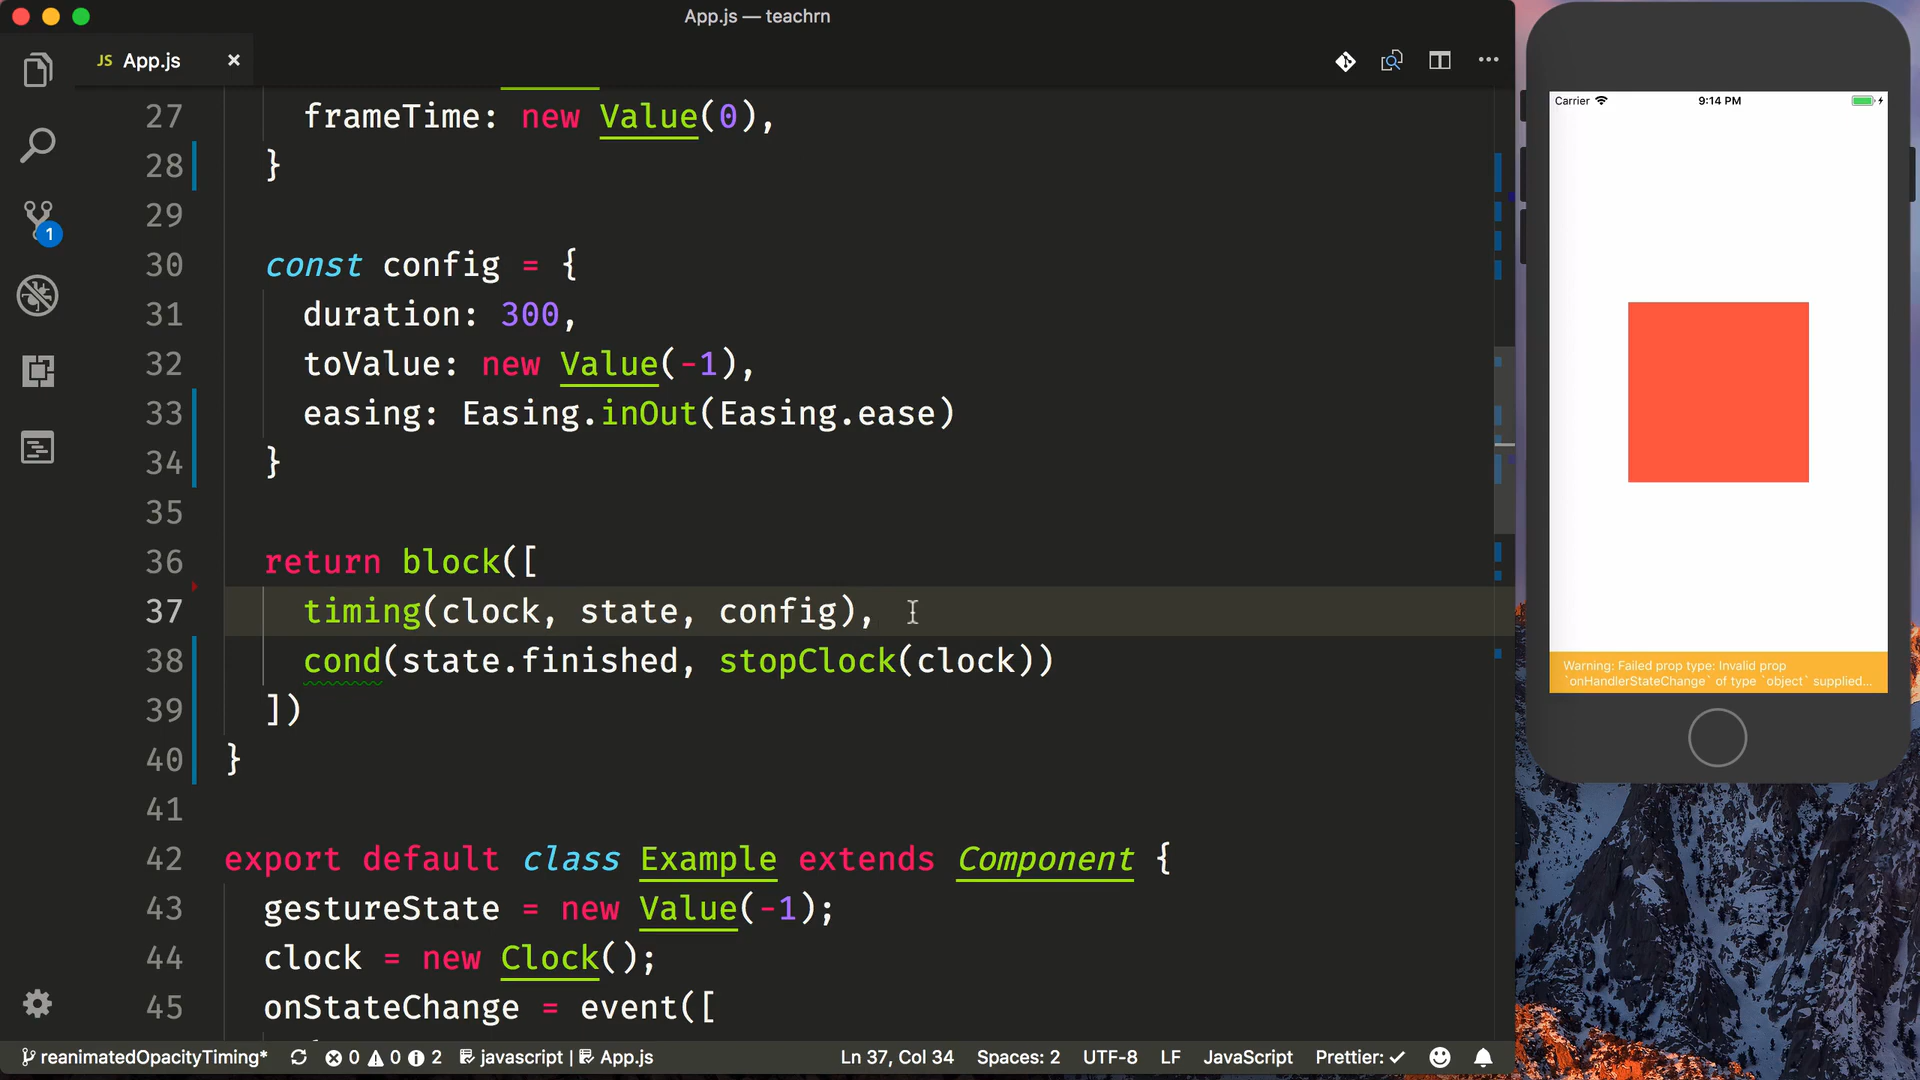 App.js — teachrn
JS App.js ×
27 frameTime: new Value(0),
28 }
29
30 const config = {
31 duration: 300,
32 toValue: new Value(-1),
33 easing: Easing.inOut(Easing.ease)
34 }
35
36 return block([
37 timing(clock, state, config),
38 cond(state.finished, stopClock(clock))
39 ])
40 }
41
42 export default class Example extends Component {
43 gestureState = new Value(-1);
44 clock = new Clock();
45 onStateChange = event([
1
reanimatedOpacityTiming* 0 0 2 javascript | App.js Ln 37, Col 34 Spaces: 2 UTF-8 LF JavaScript Prettier: ✓
Carrier 9:14 PM
Warning: Failed prop type: Invalid prop
`onHandlerStateChange` of type `object` supplied...